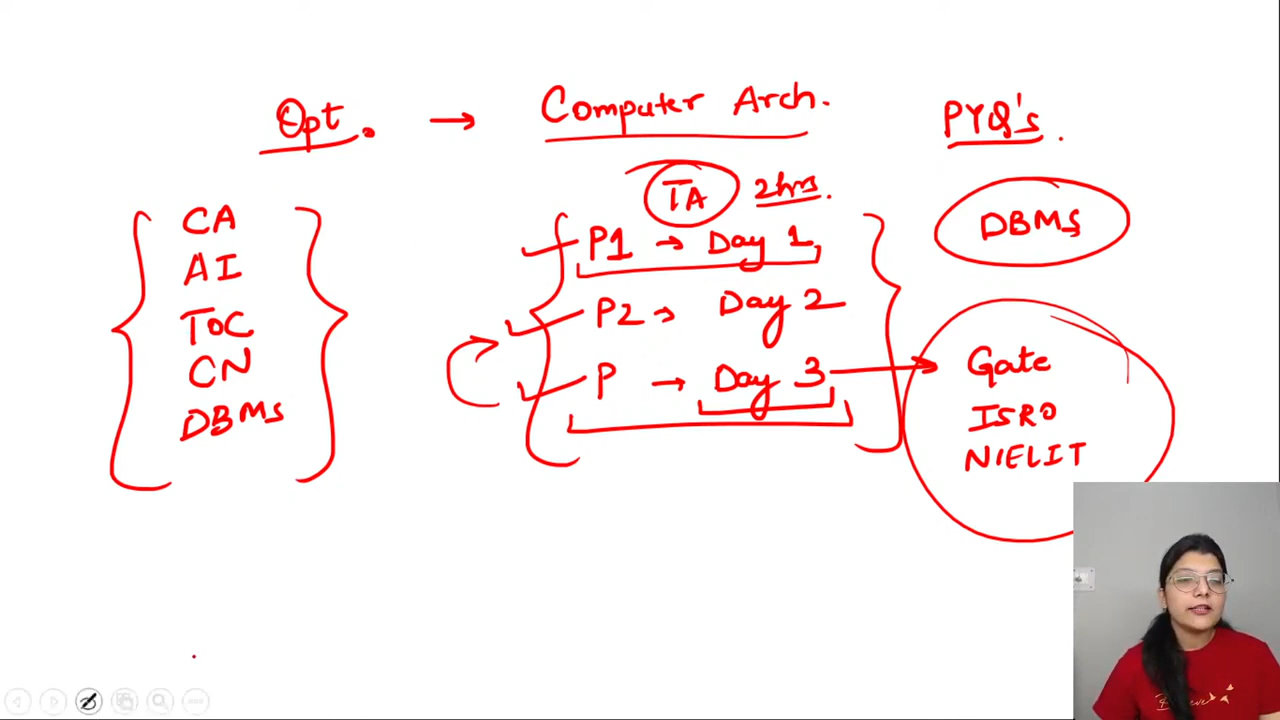 Opt. → Computer Arch. PYQ's.
TA 2hrs.
CA
AI
TOC
CN
DBMS
P1 → Day 1
P2 → Day 2
P → Day 3
DBMS
Gate
ISRO
NIELIT
Believe